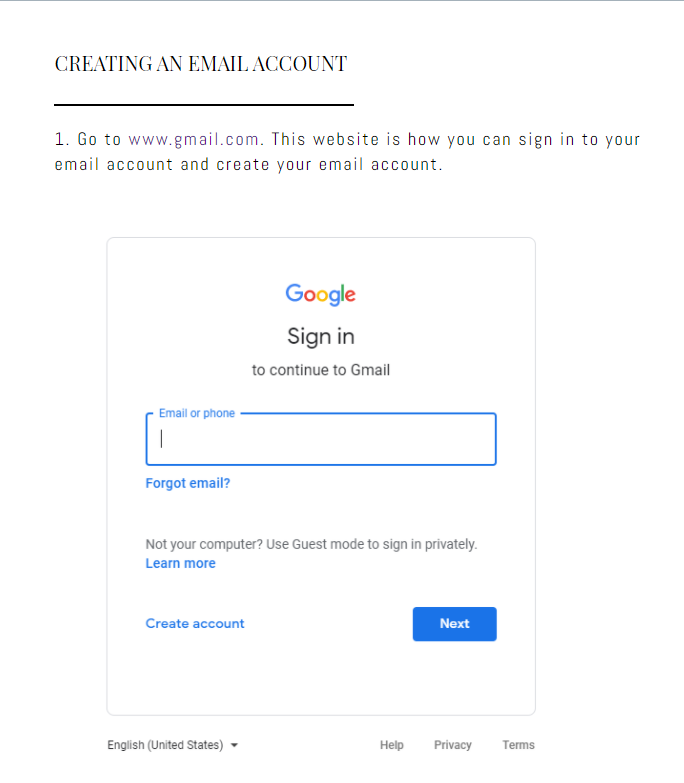 CREATING AN EMAIL ACCOUNT
1. Go to www.gmail.com. This website is how you can sign in to your
email account and create your email account.
Google
Sign in
to continue to Gmail
Email or phone
Forgot email?
Not your computer? Use Guest mode to sign in privately.
Learn more
Create account Next
English (United States) Help Privacy Terms